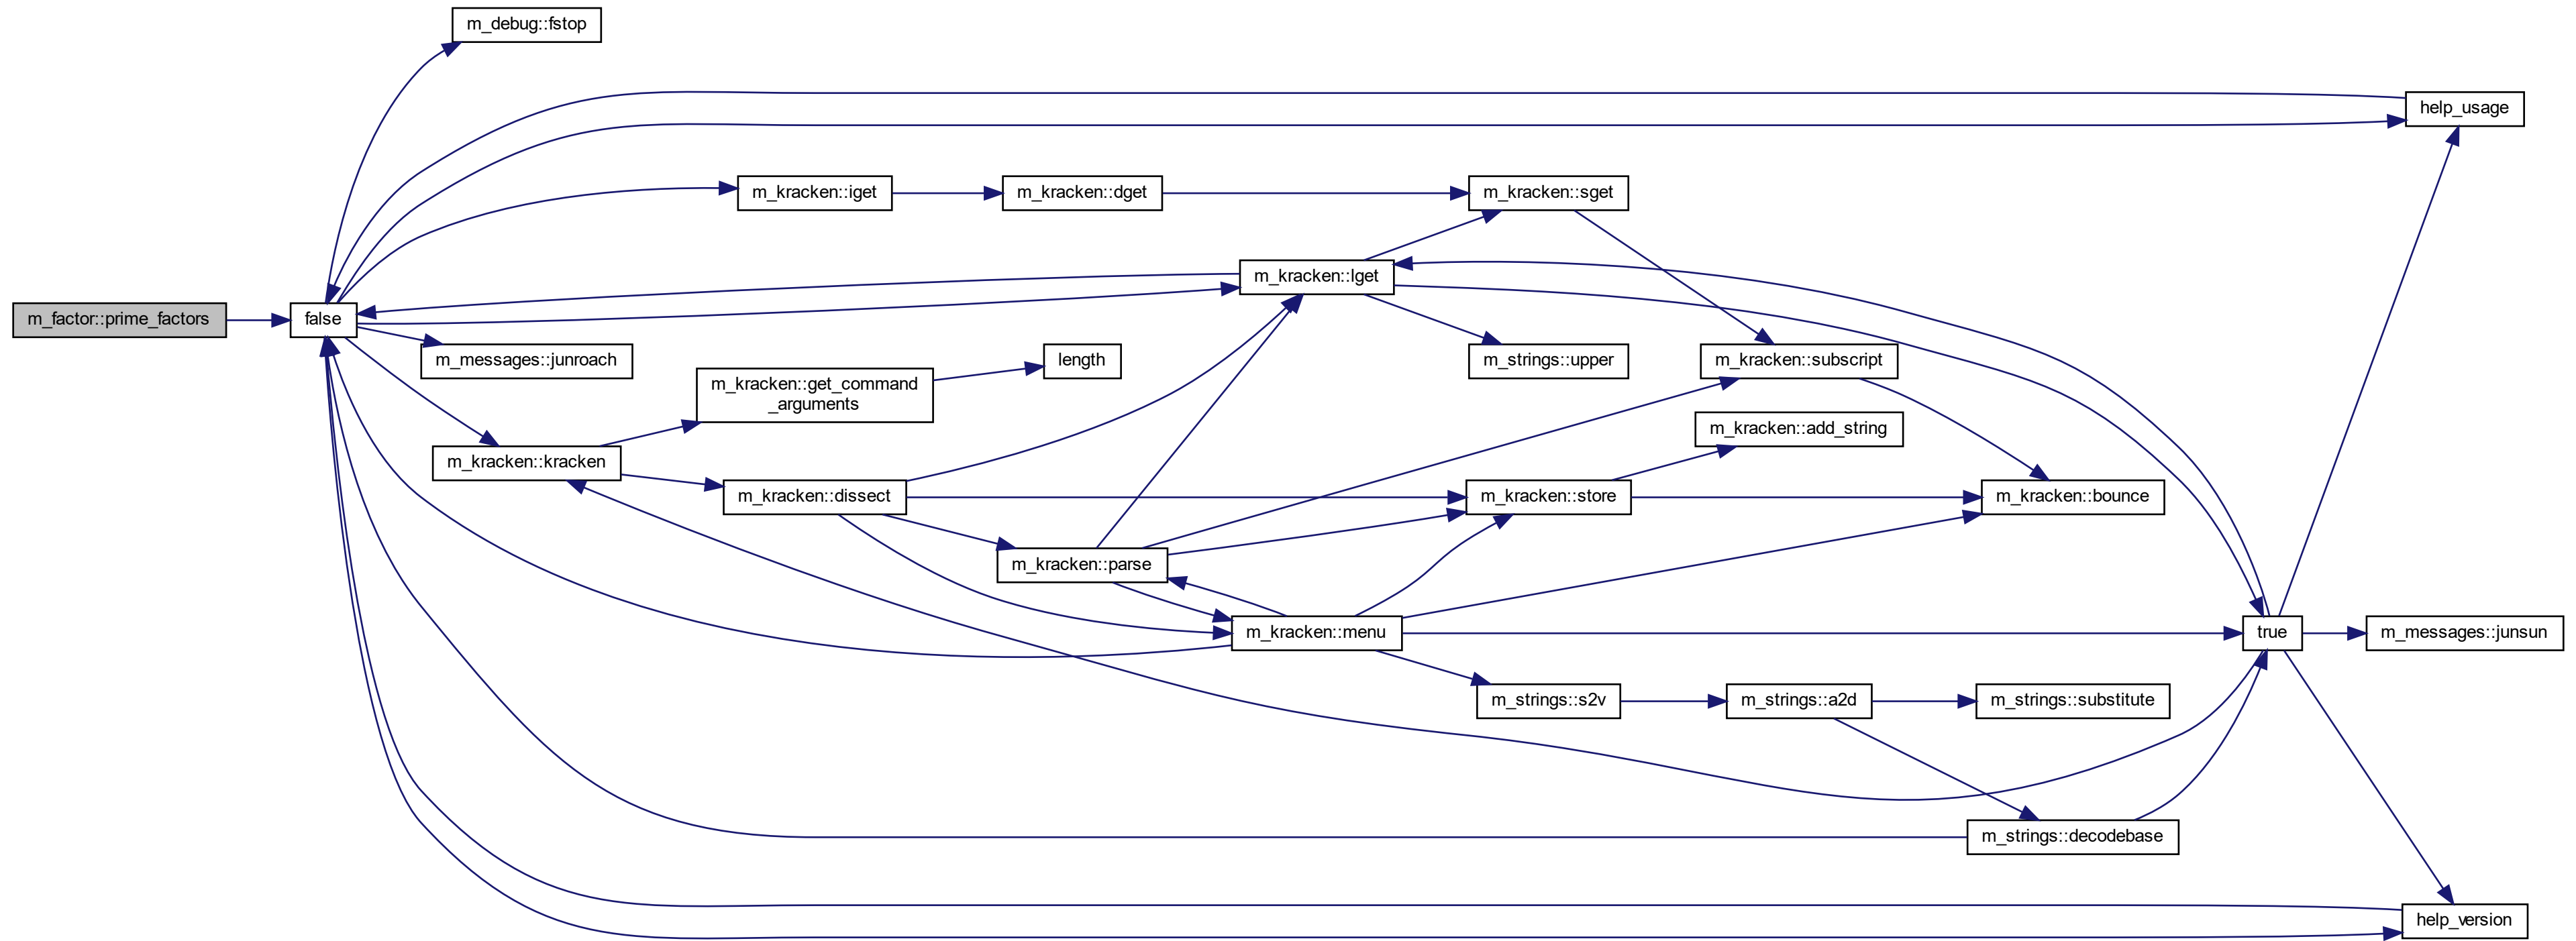 m_debug::fstop
help_usage
m_kracken::iget
m_kracken::dget
m_kracken::sget
m_kracken::lget
m_factor::prime_factors
false
m_messages::junroach
length
m_strings::upper
m_kracken::subscript
m_kracken::get_command
_arguments
m_kracken::add_string
m_kracken::kracken
m_kracken::dissect
m_kracken::store
m_kracken::bounce
m_kracken::parse
m_kracken::menu
true
m_messages::junsun
m_strings::s2v
m_strings::a2d
m_strings::substitute
m_strings::decodebase
help_version